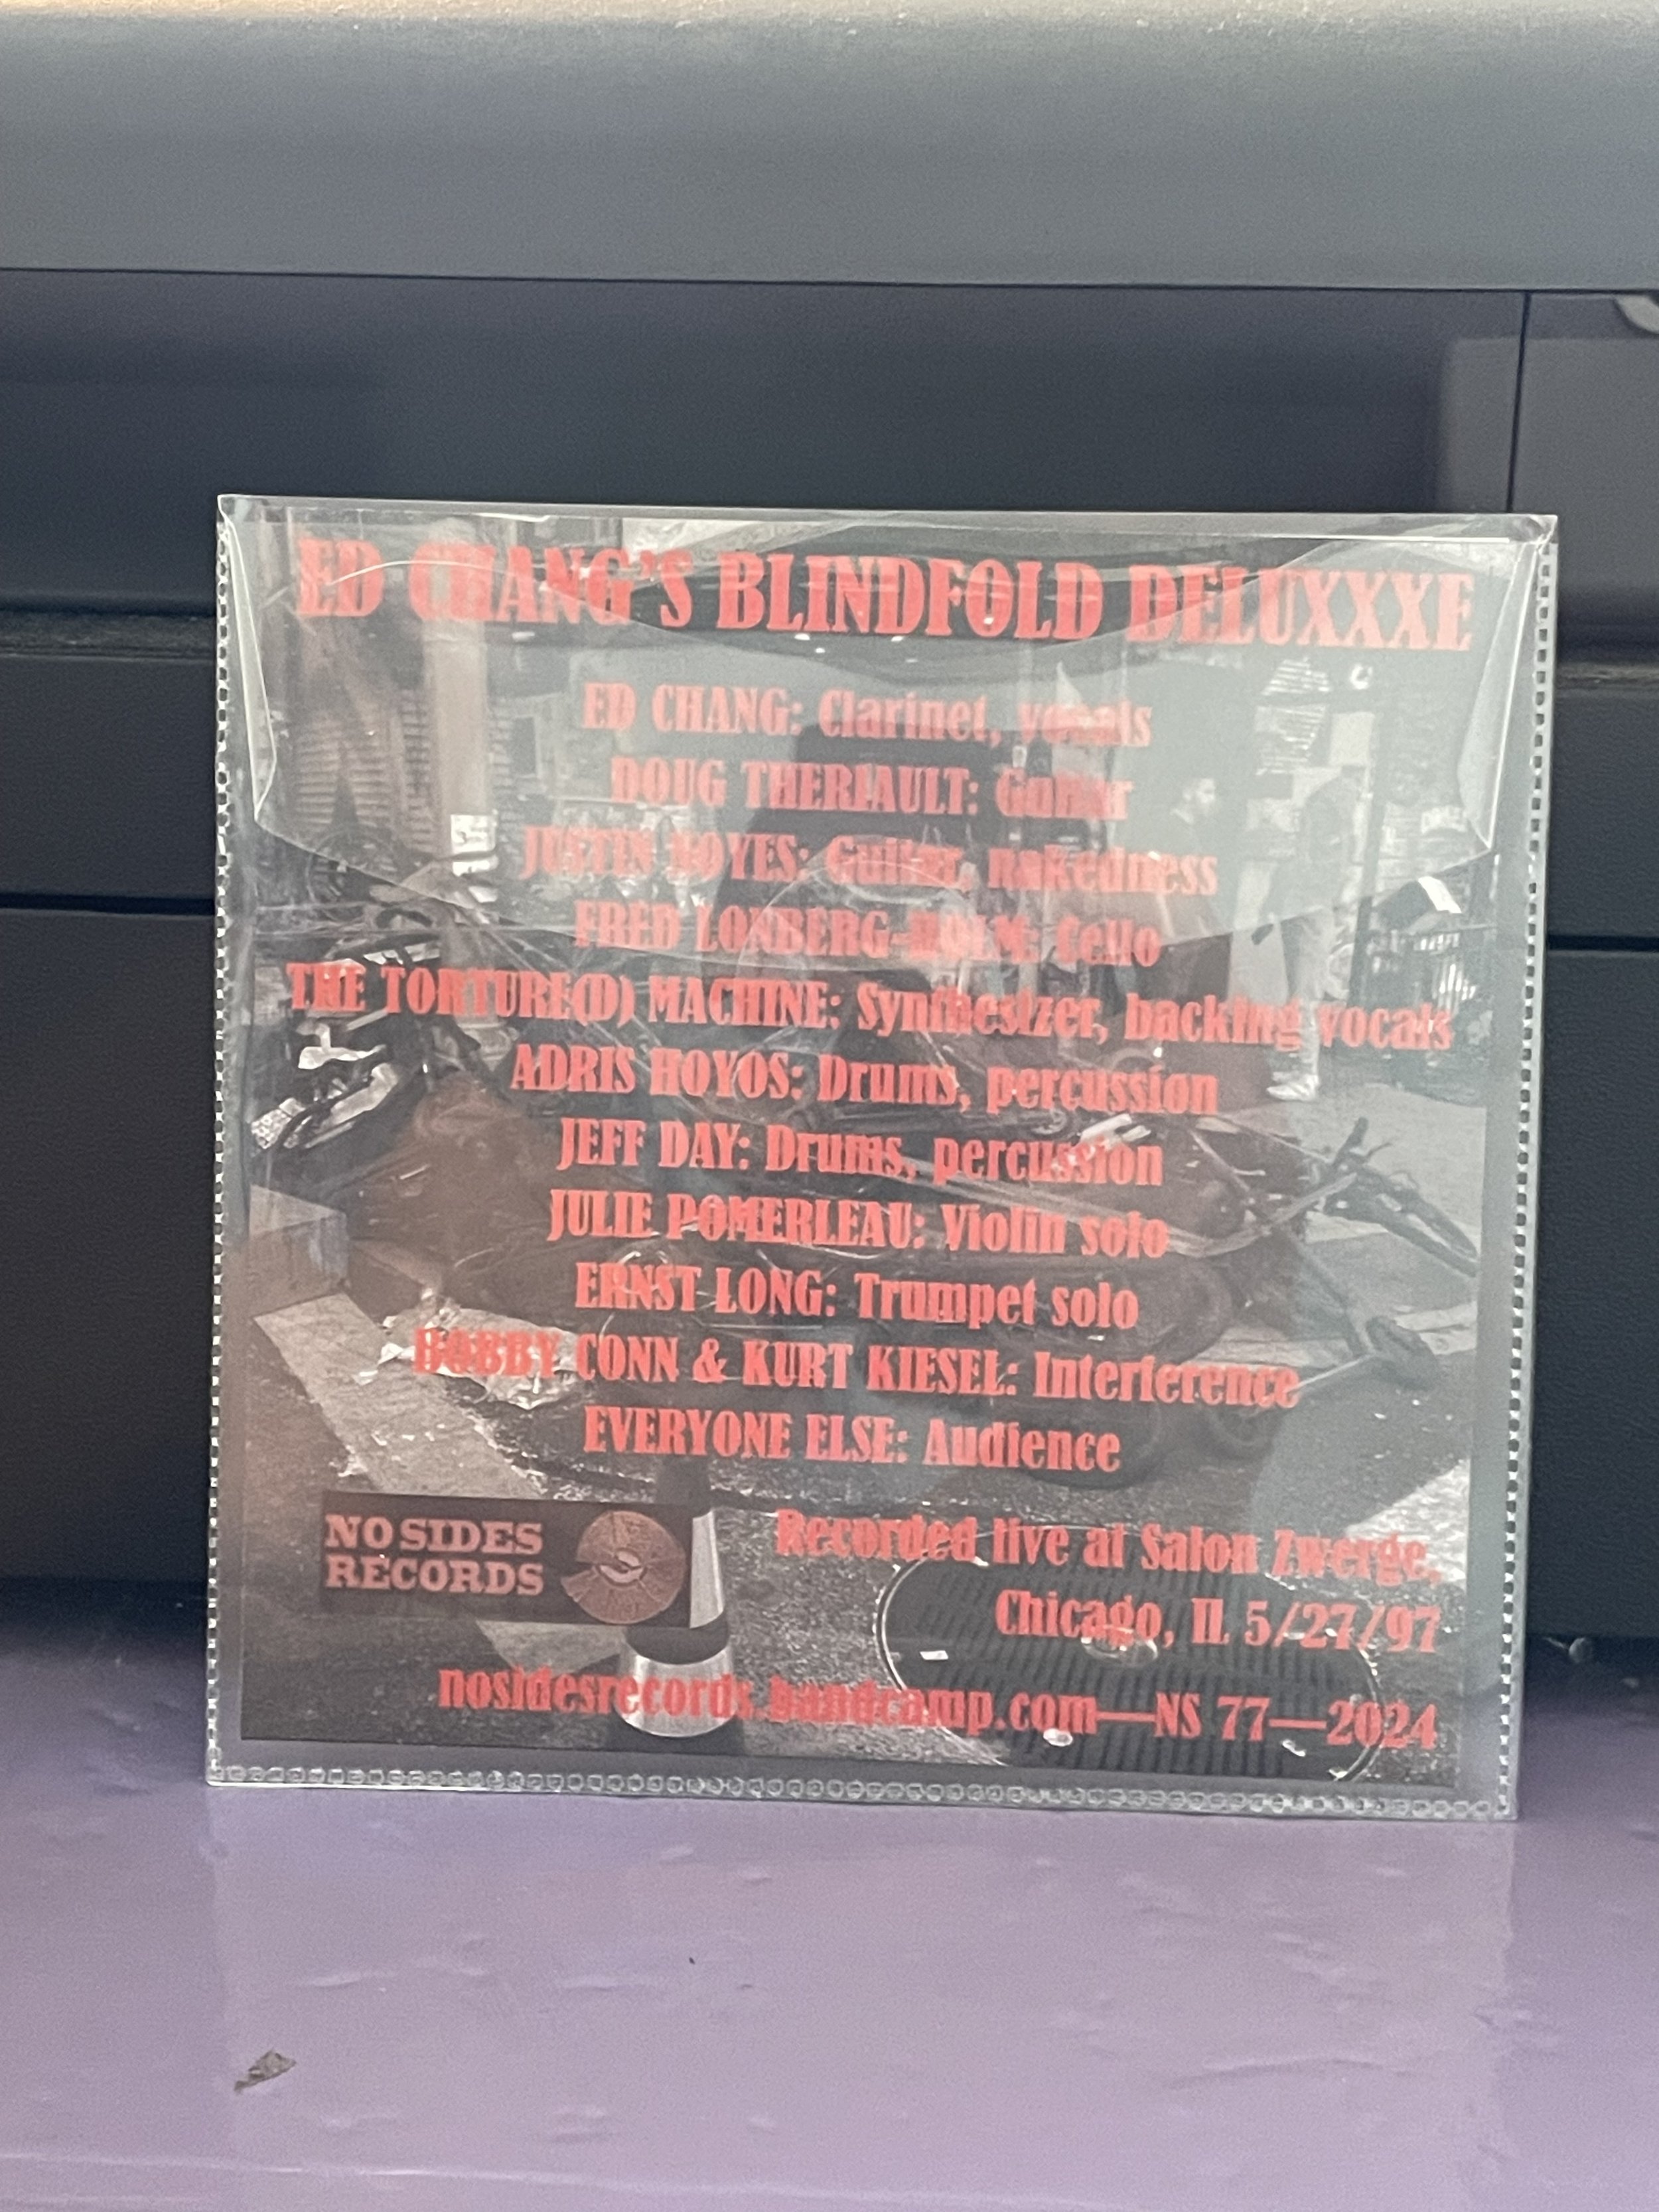 ED CHANG'S BLINDFOLD DELUXXXE
ED CHANG: Clarinet, vocals
DOUG THERIAULT: Guitar
JUSTIN NOYES: Guitar, nakedness
FRED LONBERG-HOLM: Cello
THE TORTURE(D) MACHINE: Synthesizer, backing vocals
ADRIS HOYOS: Drums, percussion
JEFF DAY: Drums, percussion
JULIE POMERLEAU: Violin solo
ERNST LONG: Trumpet solo
BOBBY CONN & KURT KIESEL: Interference
EVERYONE ELSE: Audience
NO SIDES
RECORDS
Recorded live at Salon Zwerge,
Chicago, IL 5/27/97
nosidesrecords.bandcamp.com—NS 77—2024